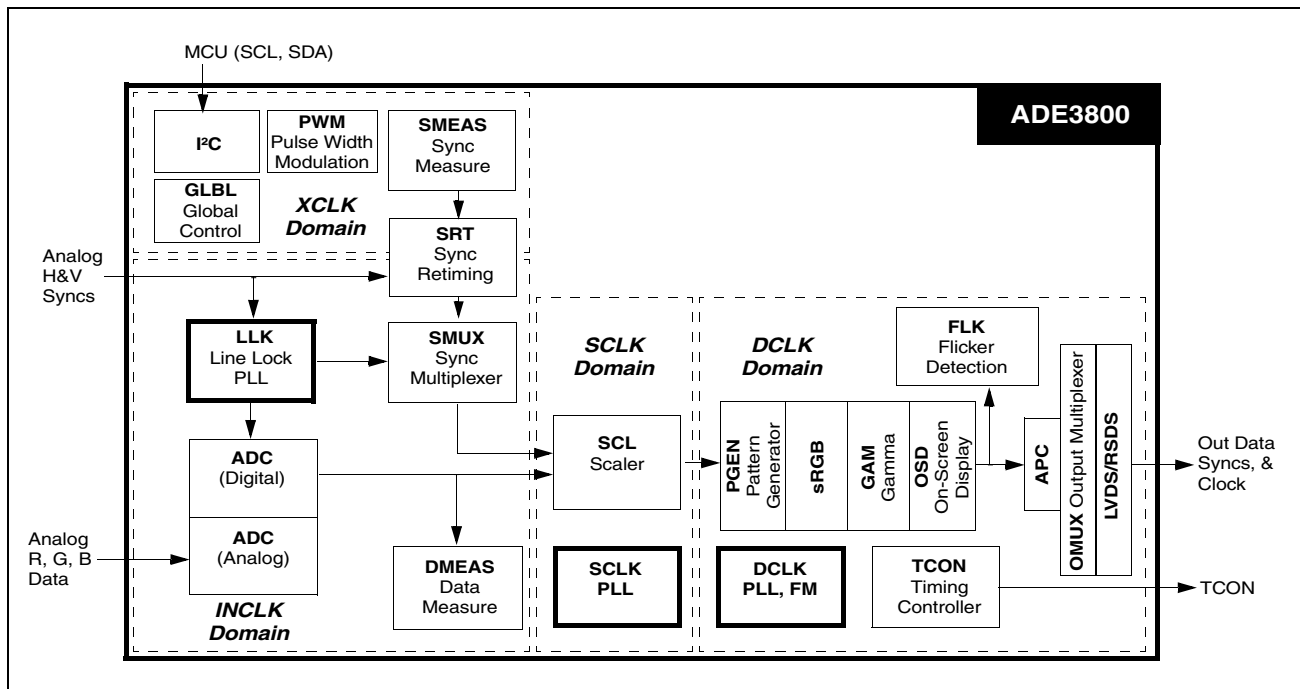 MCU (SCL, SDA)
ADE3800
I²C
PWM
Pulse Width
Modulation
SMEAS
Sync
Measure
GLBL
Global
Control
XCLK
Domain
SRT
Sync
Retiming
Analog
H&V
Syncs
LLK
Line Lock
PLL
SMUX
Sync
Multiplexer
SCLK
Domain
DCLK
Domain
FLK
Flicker
Detection
ADC
(Digital)
SCL
Scaler
PGEN
Pattern
Generator
sRGB
GAM
Gamma
OSD
On-Screen
Display
APC
OMUX Output Multiplexer
LVDS/RSDS
Out Data
Syncs, &
Clock
Analog
R, G, B
Data
ADC
(Analog)
DMEAS
Data
Measure
SCLK
PLL
DCLK
PLL, FM
TCON
Timing
Controller
TCON
INCLK
Domain